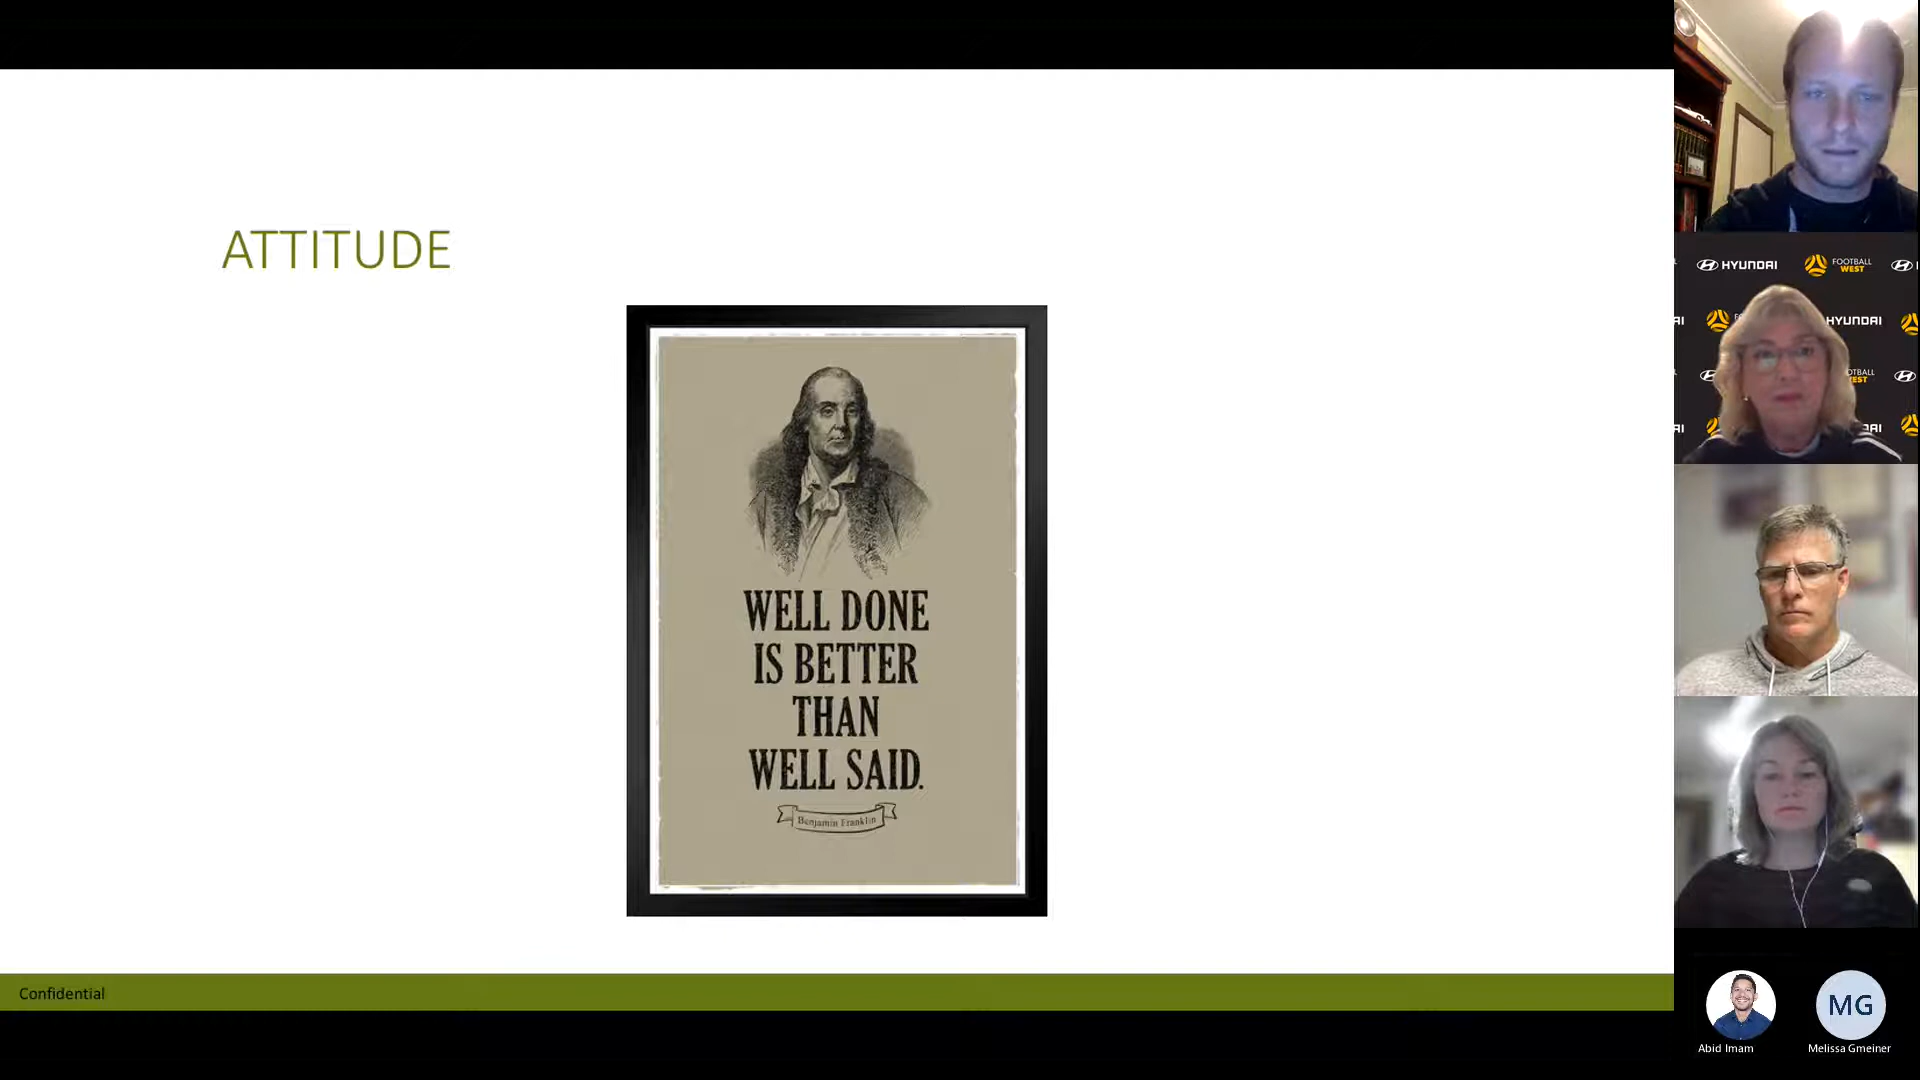 ATTITUDE
WELL DONE
IS BETTER
THAN
WELL SAID.
Benjamin Franklin
Confidential
HYUNDAI
FOOTBALL
WEST
HYUNDAI
Abid Imam
MG
Melissa Gmeiner